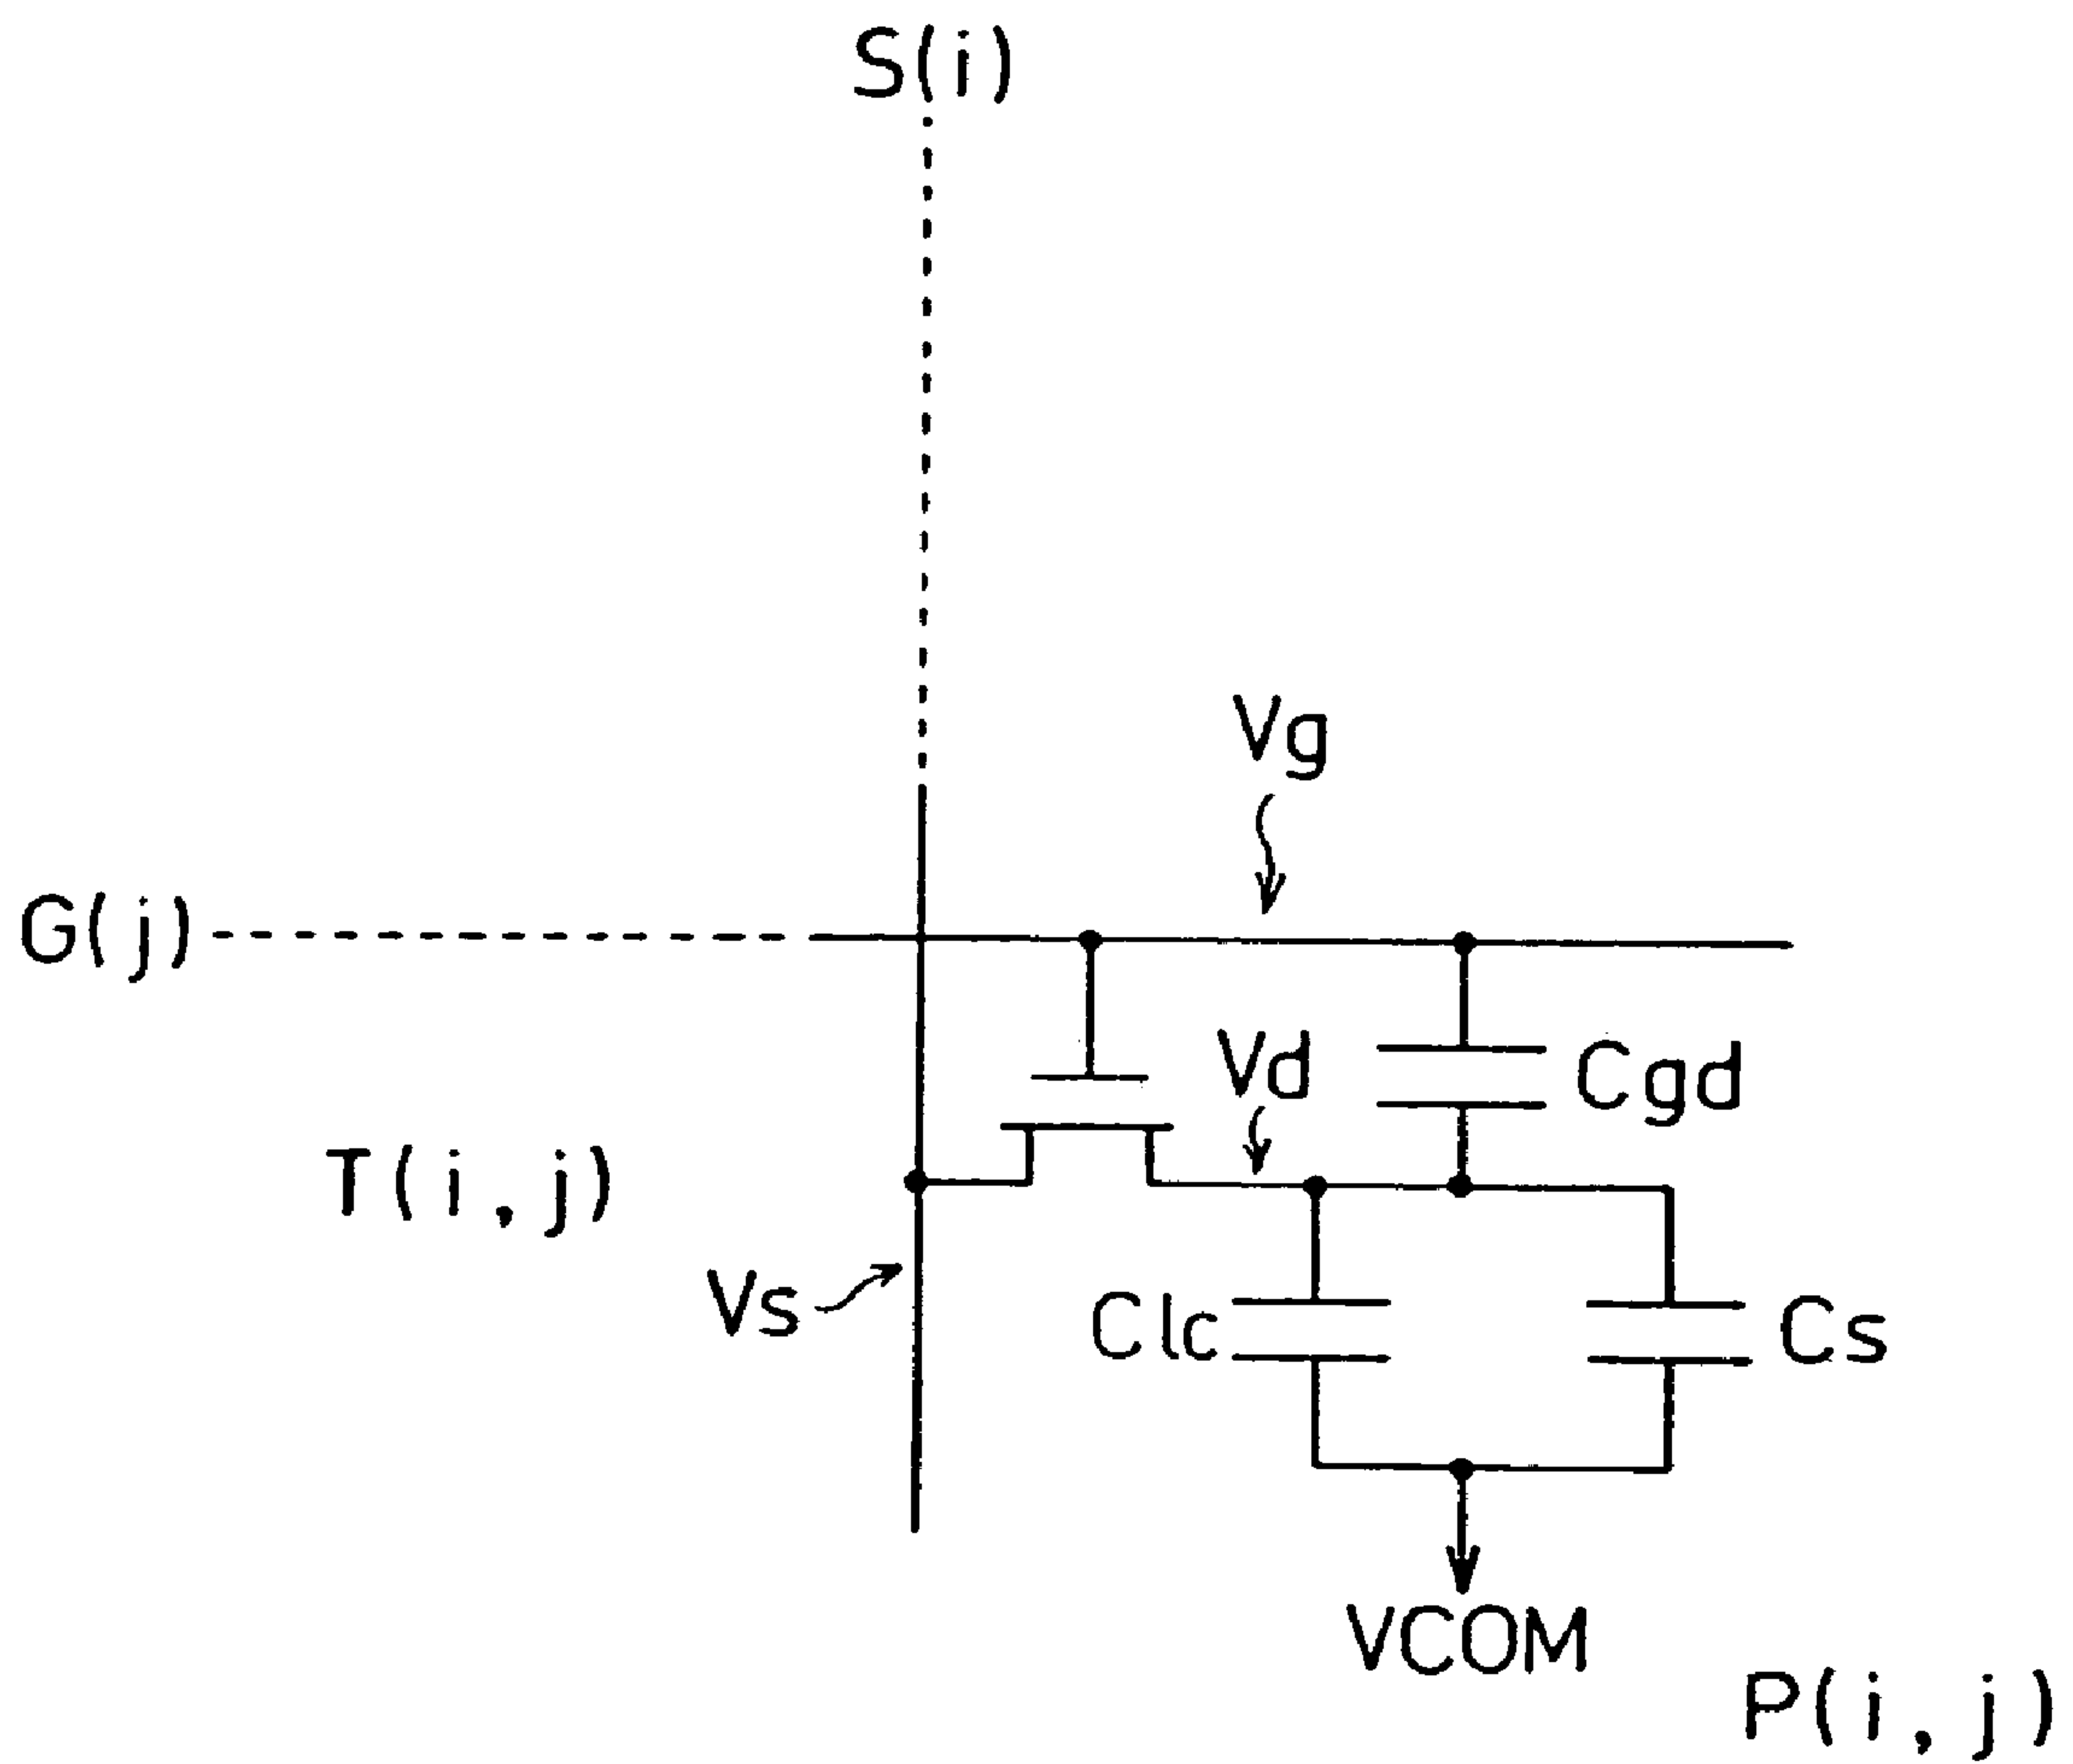 S(i)
Vg
G(j)
Vd
Cgd
T(i,j)
Vs
Clc
Cs
VCOM
P(i,j)